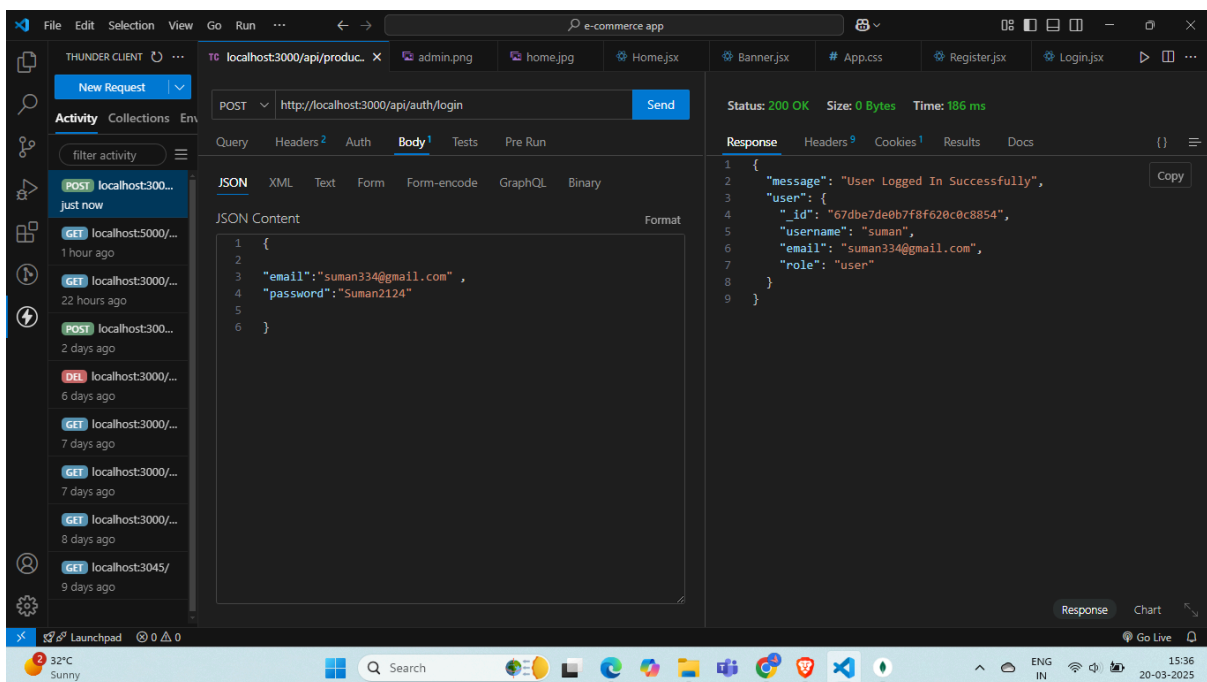 File Edit Selection View Go Run ··· ← → e-commerce app
THUNDER CLIENT ···
TC localhost:3000/api/produc.. × admin.png home.jpg Home.jsx Banner.jsx # App.css Register.jsx Login.jsx ···
New Request
Activity Collections Env
filter activity
POST localhost:300...
just now
GET localhost:5000/...
1 hour ago
GET localhost:3000/...
22 hours ago
POST localhost:300...
2 days ago
DEL localhost:3000/...
6 days ago
GET localhost:3000/...
7 days ago
GET localhost:3000/...
7 days ago
GET localhost:3000/...
8 days ago
GET localhost:3045/
9 days ago
POST http://localhost:3000/api/auth/login Send
Query Headers 2 Auth Body 1 Tests Pre Run
JSON XML Text Form Form-encode GraphQL Binary
JSON Content Format
1 {
2
3 "email":"suman334@gmail.com" ,
4 "password":"Suman2124"
5
6 }
Status: 200 OK Size: 0 Bytes Time: 186 ms
Response Headers 9 Cookies 1 Results Docs {}
Copy
1 {
2 "message": "User Logged In Successfully",
3 "user": {
4 "_id": "67dbe7de0b7f8f620c0c8854",
5 "username": "suman",
6 "email": "suman334@gmail.com",
7 "role": "user"
8 }
9 }
Response Chart
Launchpad 0 0 Go Live
2 32°C
Sunny
Search
ENG
IN
15:36
20-03-2025